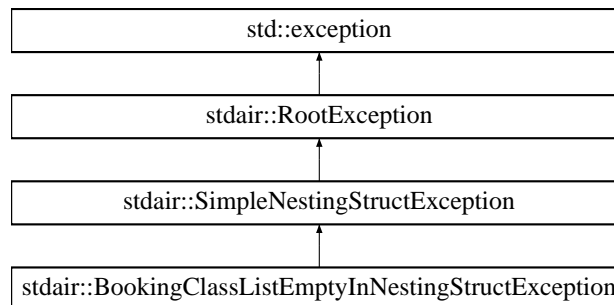 std::exception
stdair::RootException
stdair::SimpleNestingStructException
stdair::BookingClassListEmptyInNestingStructException